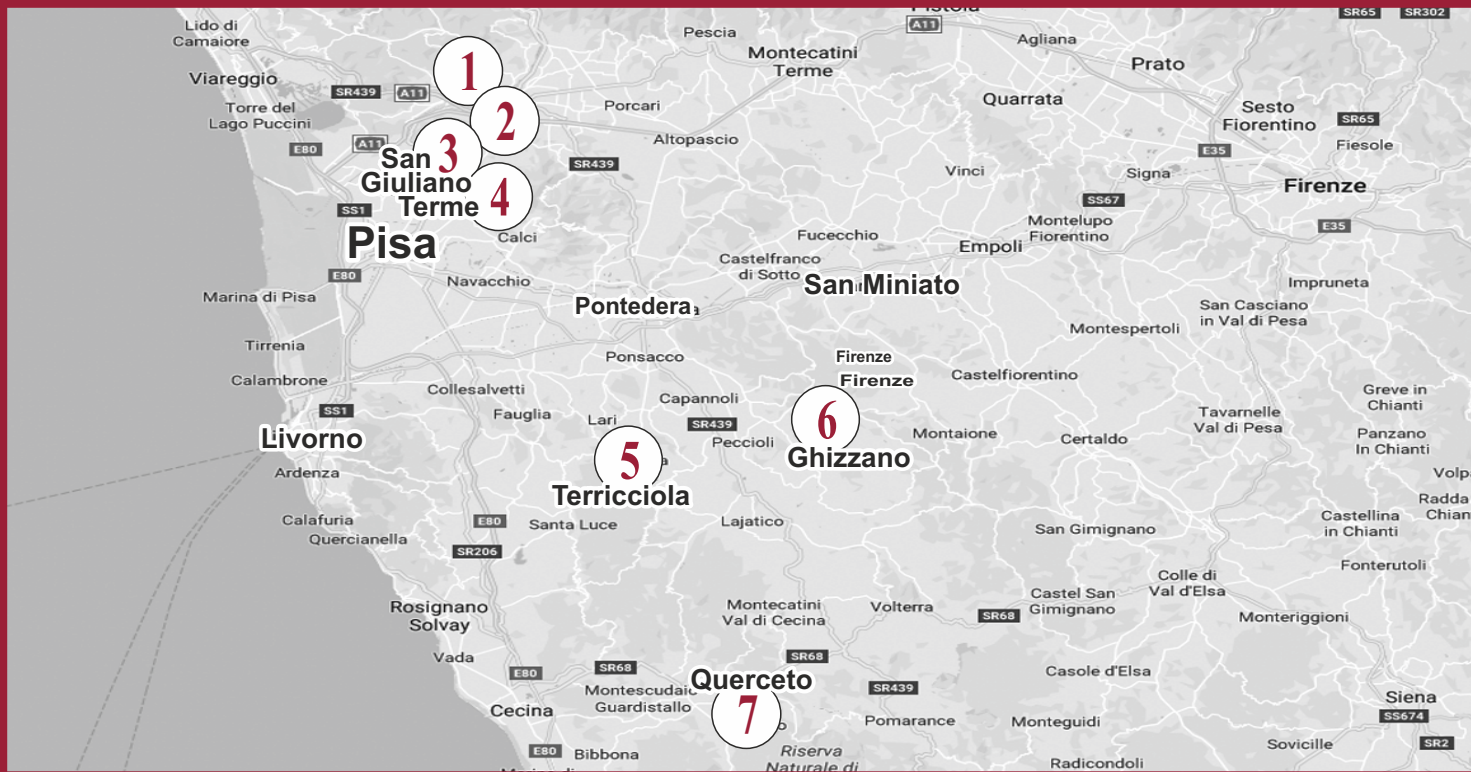 Pistoia
SR65
SR302
Lido di
Camaiore
A11
Pescia
Agliana
Montecatini
Terme
Prato
Viareggio
1
SR439
A11
Porcari
Quarrata
Torre del
Lago Puccini
2
Sesto
Fiorentino
SR65
E80
A11
3
Altopascio
E35
Fiesole
San
Giuliano
Terme
SR439
Vinci
Signa
Firenze
4
SS1
SS67
Pisa
Calci
Fucecchio
Montelupo
Fiorentino
E35
Empoli
Castelfranco
di Sotto
E80
Navacchio
San Miniato
Impruneta
Marina di Pisa
Pontedera
San Casciano
in Val di Pesa
Montespertoli
Tirrenia
Ponsacco
Firenze
Firenze
Calambrone
Collesalvetti
Castelfiorentino
Capannoli
Greve in
Chianti
SS1
Fauglia
Lari
SR439
6
Tavarnelle
Val di Pesa
Livorno
Peccioli
Montaione
Certaldo
Panzano
In Chianti
5
Ghizzano
Ardenza
Volp
Terricciola
Radda
Chian
Calafuria
E80
Santa Luce
Lajatico
San Gimignano
Castellina
in Chianti
Quercianella
SR206
Fonterutoli
Colle di
Val d'Elsa
Rosignano
Solvay
Montecatini
Val di Cecina
Volterra
SR68
Castel San
Gimignano
Monteriggioni
Vada
SR68
SR68
E80
Querceto
Casole d'Elsa
Montescudaio
Guardistallo
SR439
Siena
Cecina
7
Pomarance
Monteguidi
SS674
E80
Bibbona
Riserva
Naturale di
Soviciille
SR2
Radicondoli